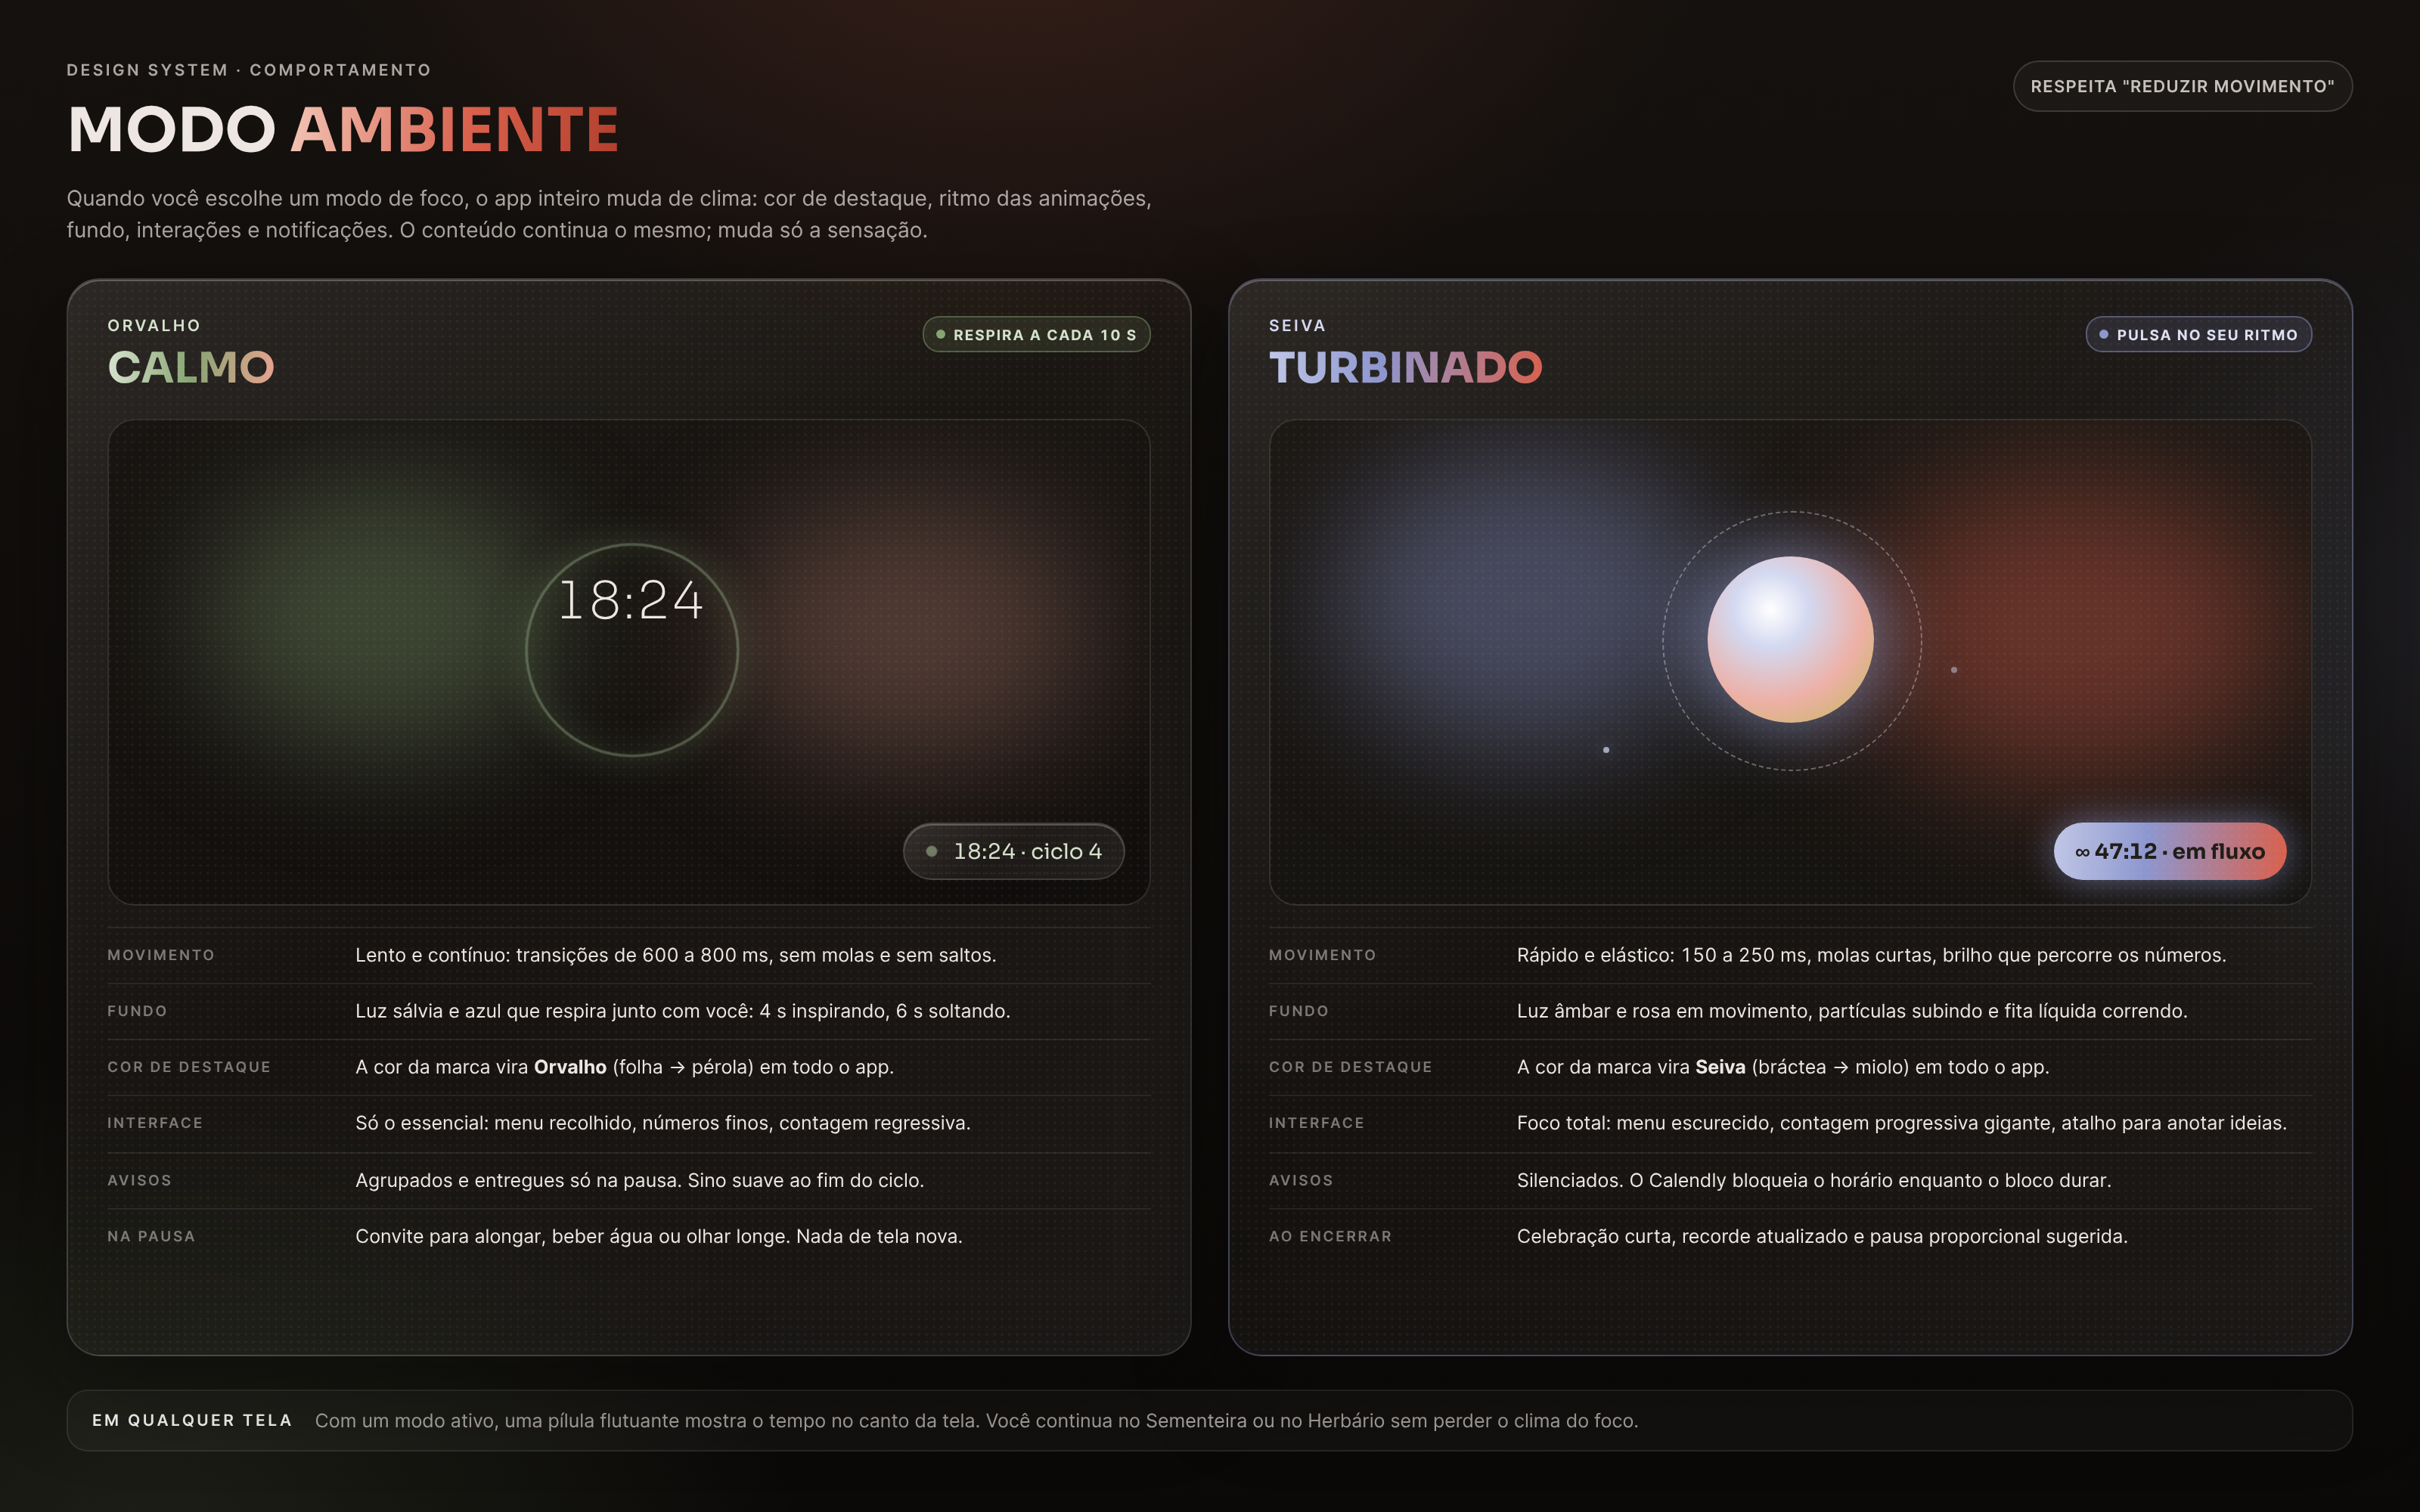 DESIGN SYSTEM · COMPORTAMENTO
MODO AMBIENTE
RESPEITA "REDUZIR MOVIMENTO"
Quando você escolhe um modo de foco, o app inteiro muda de clima: cor de destaque, ritmo das animações,
fundo, interações e notificações. O conteúdo continua o mesmo; muda só a sensação.
ORVALHO
CALMO
RESPIRA A CADA 10 S
18:24
18:24 · ciclo 4
MOVIMENTO Lento e contínuo: transições de 600 a 800 ms, sem molas e sem saltos.
FUNDO Luz sálvia e azul que respira junto com você: 4 s inspirando, 6 s soltando.
COR DE DESTAQUE A cor da marca vira Orvalho (folha → pérola) em todo o app.
INTERFACE Só o essencial: menu recolhido, números finos, contagem regressiva.
AVISOS Agrupados e entregues só na pausa. Sino suave ao fim do ciclo.
NA PAUSA Convite para alongar, beber água ou olhar longe. Nada de tela nova.
SEIVA
TURBINADO
PULSA NO SEU RITMO
∞ 47:12 · em fluxo
MOVIMENTO Rápido e elástico: 150 a 250 ms, molas curtas, brilho que percorre os números.
FUNDO Luz âmbar e rosa em movimento, partículas subindo e fita líquida correndo.
COR DE DESTAQUE A cor da marca vira Seiva (bráctea → miolo) em todo o app.
INTERFACE Foco total: menu escurecido, contagem progressiva gigante, atalho para anotar ideias.
AVISOS Silenciados. O Calendly bloqueia o horário enquanto o bloco durar.
AO ENCERRAR Celebração curta, recorde atualizado e pausa proporcional sugerida.
EM QUALQUER TELA Com um modo ativo, uma pílula flutuante mostra o tempo no canto da tela. Você continua no Sementeira ou no Herbário sem perder o clima do foco.